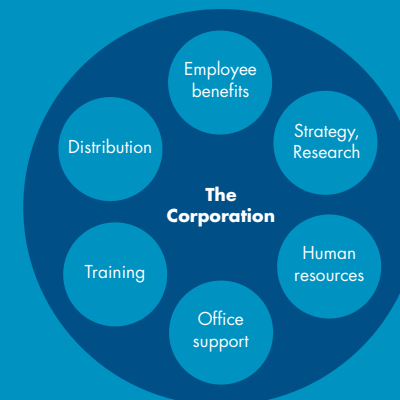 Employee
benefits
Strategy,
Research
Distribution
The
Corporation
Human
resources
Training
Office
support